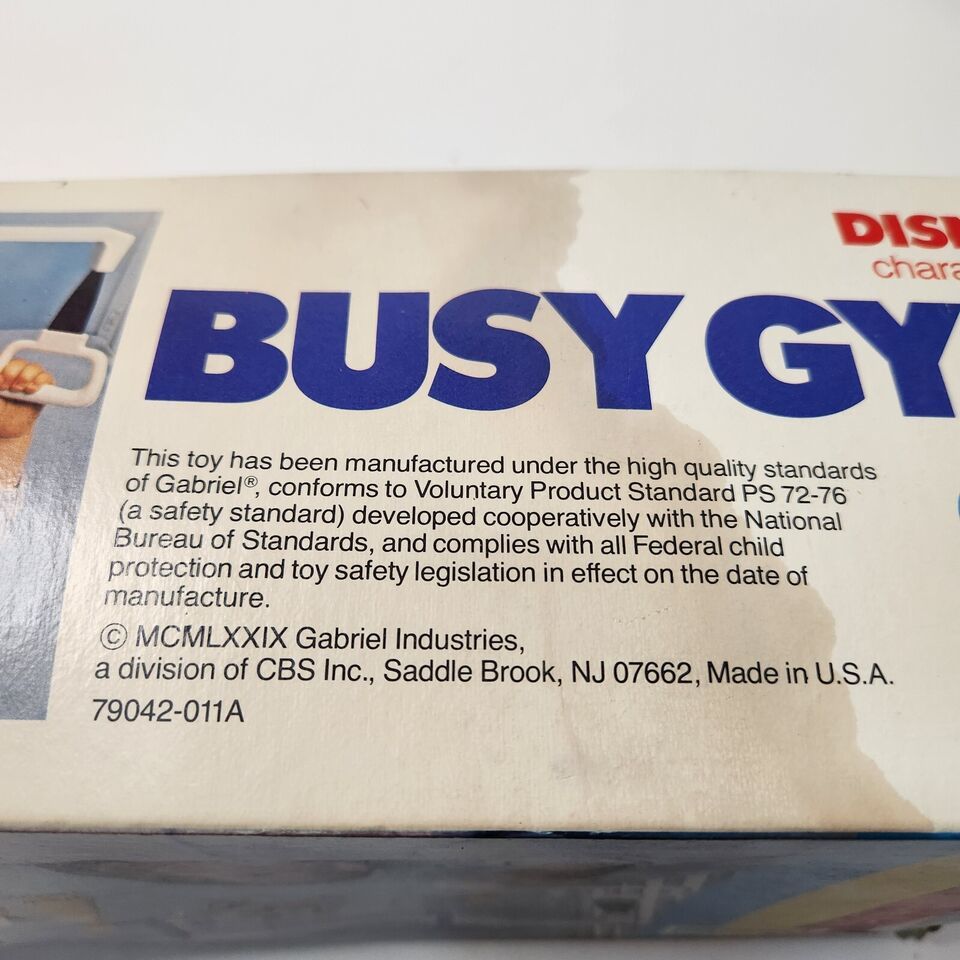 BUSY GY
This toy has been manufactured under the high quality standards
of Gabriel®, conforms to Voluntary Product Standard PS 72-76
(a safety standard) developed cooperatively with the National
Bureau of Standards, and complies with all Federal child
protection and toy safety legislation in effect on the date of
manufacture.
© MCMLXXIX Gabriel Industries,
a division of CBS Inc., Saddle Brook, NJ 07662, Made in U.S.A.
79042-011A